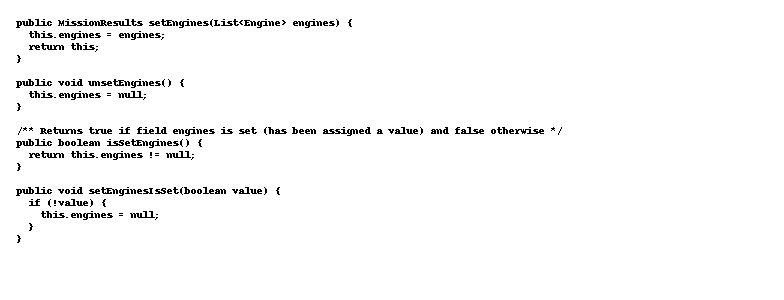 public MissionResults setEngines(List<Engine> engines) {
  this.engines = engines;
  return this;
}

public void unsetEngines() {
  this.engines = null;
}

/** Returns true if field engines is set (has been assigned a value) and false otherwise */
public boolean isSetEngines() {
  return this.engines != null;
}

public void setEnginesIsSet(boolean value) {
  if (!value) {
    this.engines = null;
  }
}